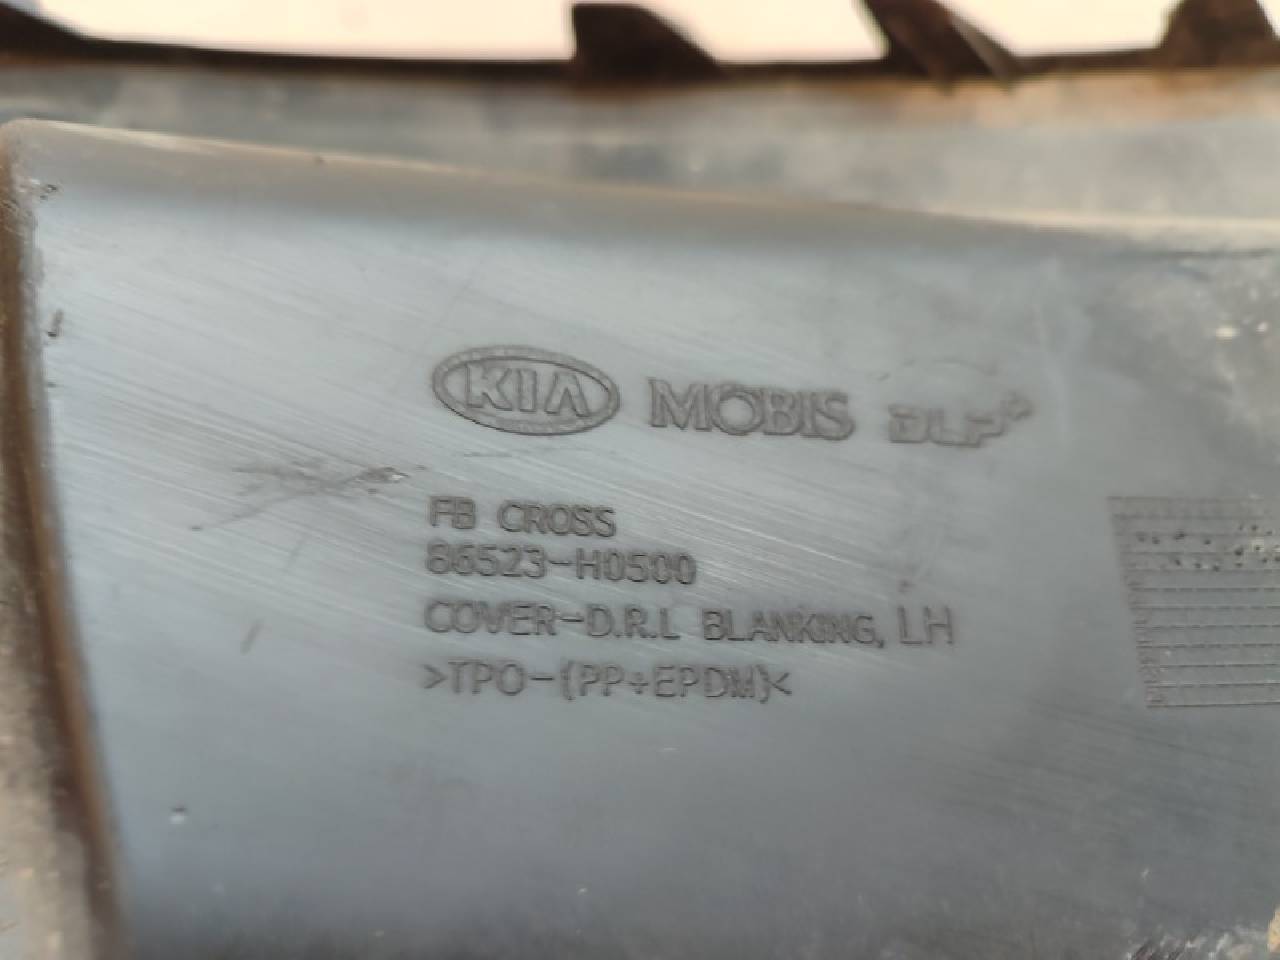 KIA MOBIS DLP+
FB CROSS
86523-H0500
COVER-D.R.L BLANKING, LH
>TPO-(PP+EPDM)<